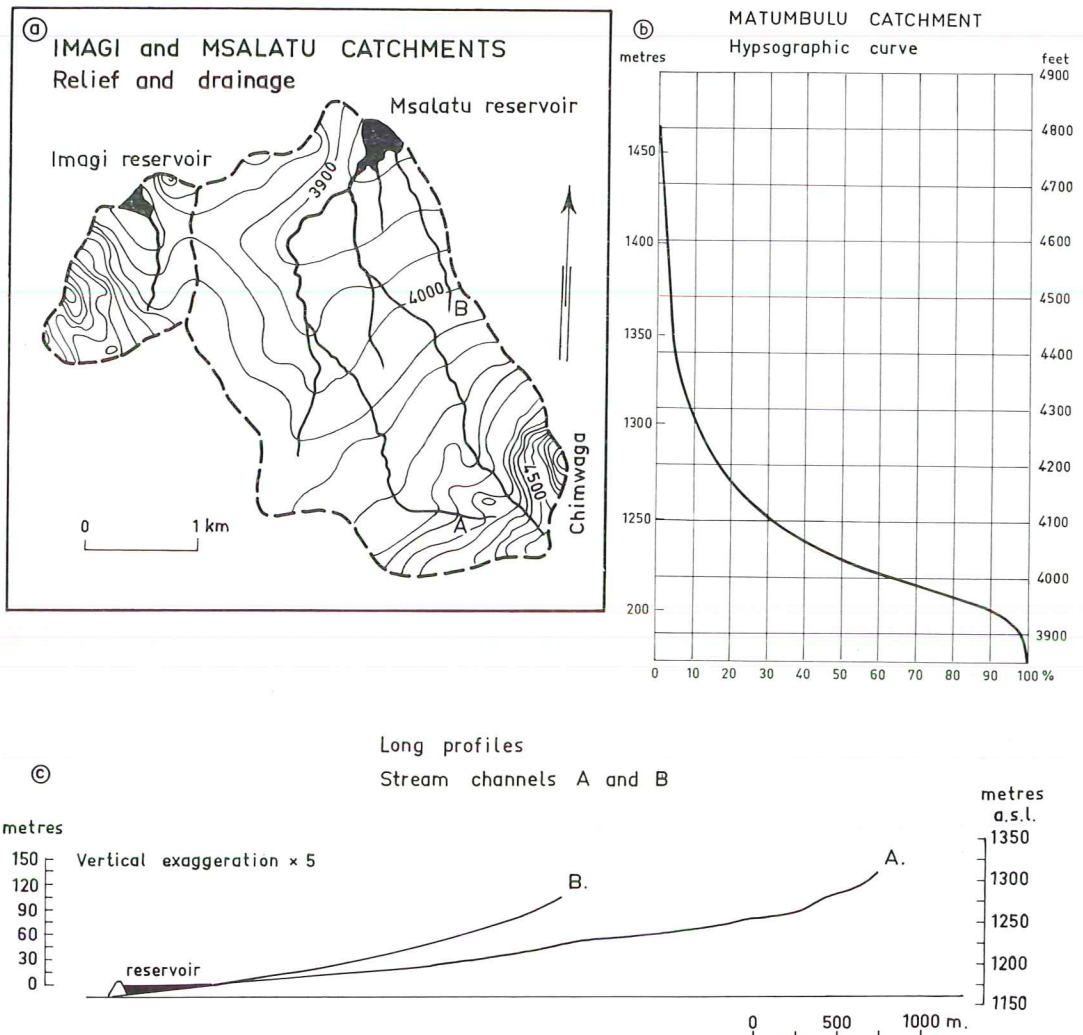 a
IMAGI and MSALATU CATCHMENTS
Relief and drainage
Msalatu reservoir
Imagi reservoir
3900
4000
B
4500
Chimwaga
A
0 1 km
b
MATUMBULU CATCHMENT
Hypsographic curve
metres
feet
4900
4800
1450
4700
1400
4600
4500
1350
4400
1300
4300
4200
1250
4100
4000
200
3900
0 10 20 30 40 50 60 70 80 90 100 %
c
Long profiles
Stream channels A and B
metres
metres
a.s.l.
150
120
90
60
30
0
Vertical exaggeration × 5
B.
A.
reservoir
1350
1300
1250
1200
1150
0 500 1000 m.